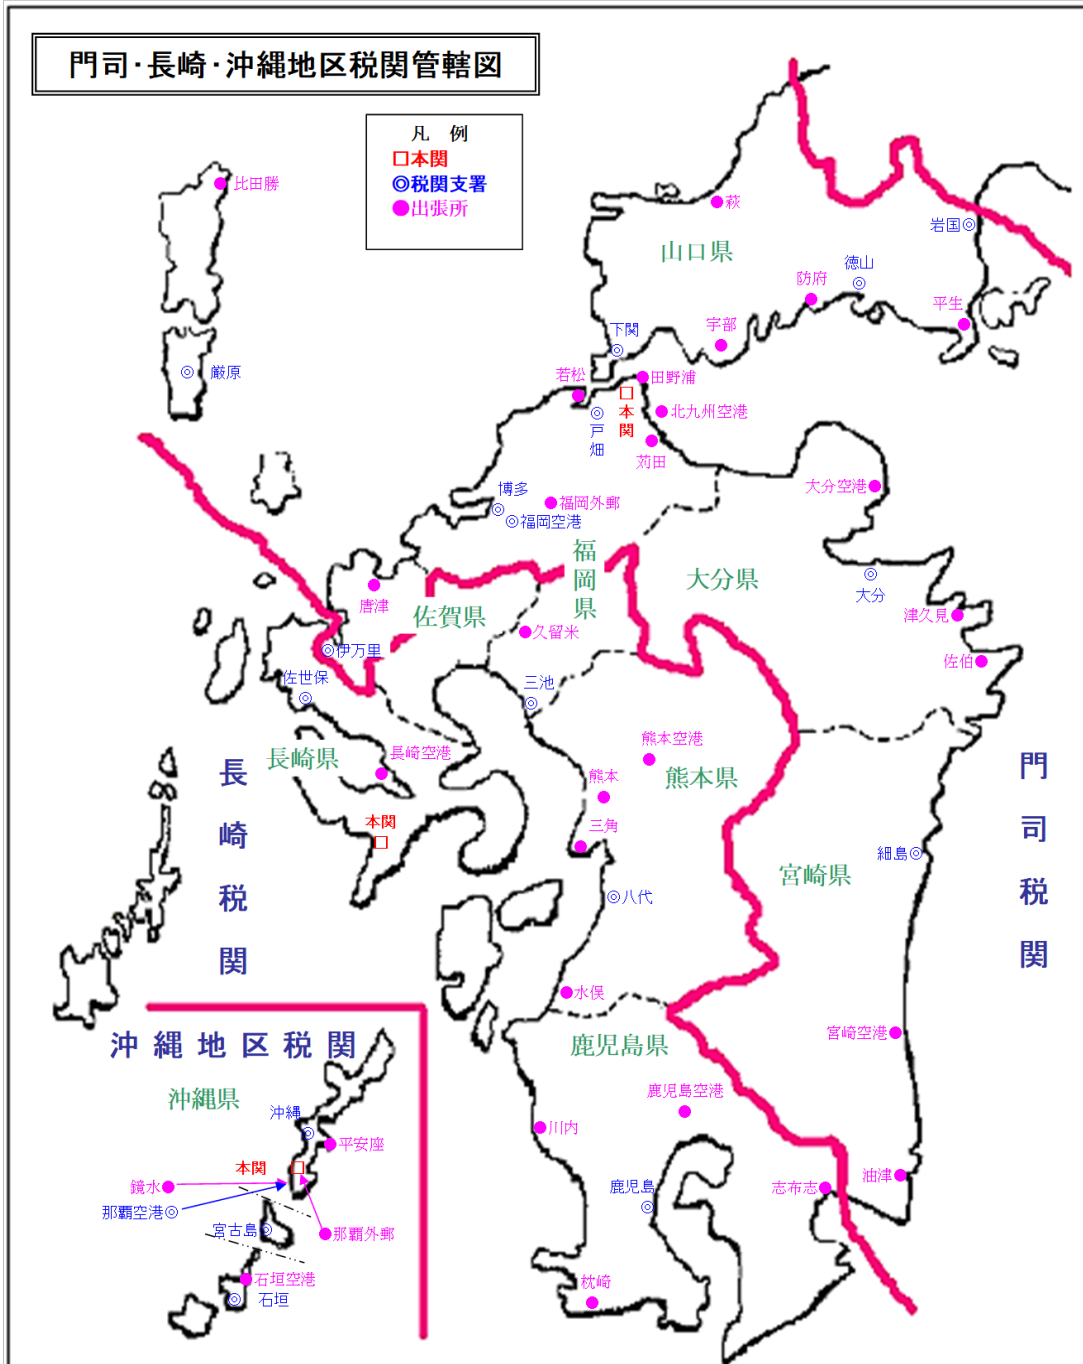 門司・長崎・沖縄地区税関管轄図
凡 例
□本関
◎税関支署
●出張所
比田勝
厳原
萩
山口県
岩国
徳山
防府
平生
宇部
下関
若松
田野浦
本関
戸畑
北九州空港
苅田
大分空港
博多
福岡外郵
福岡空港
福岡県
大分県
大分
唐津
佐賀県
久留米
津久見
佐伯
伊万里
佐世保
三池
長崎県
長崎空港
熊本空港
熊本県
熊本
三角
本関
長崎税関
門司税関
細島
宮崎県
八代
水俣
宮崎空港
鹿児島県
鹿児島空港
川内
鹿児島
志布志
油津
枕崎
沖縄地区税関
沖縄県
沖縄
平安座
本関
鏡水
那覇空港
宮古島
那覇外郵
石垣空港
石垣